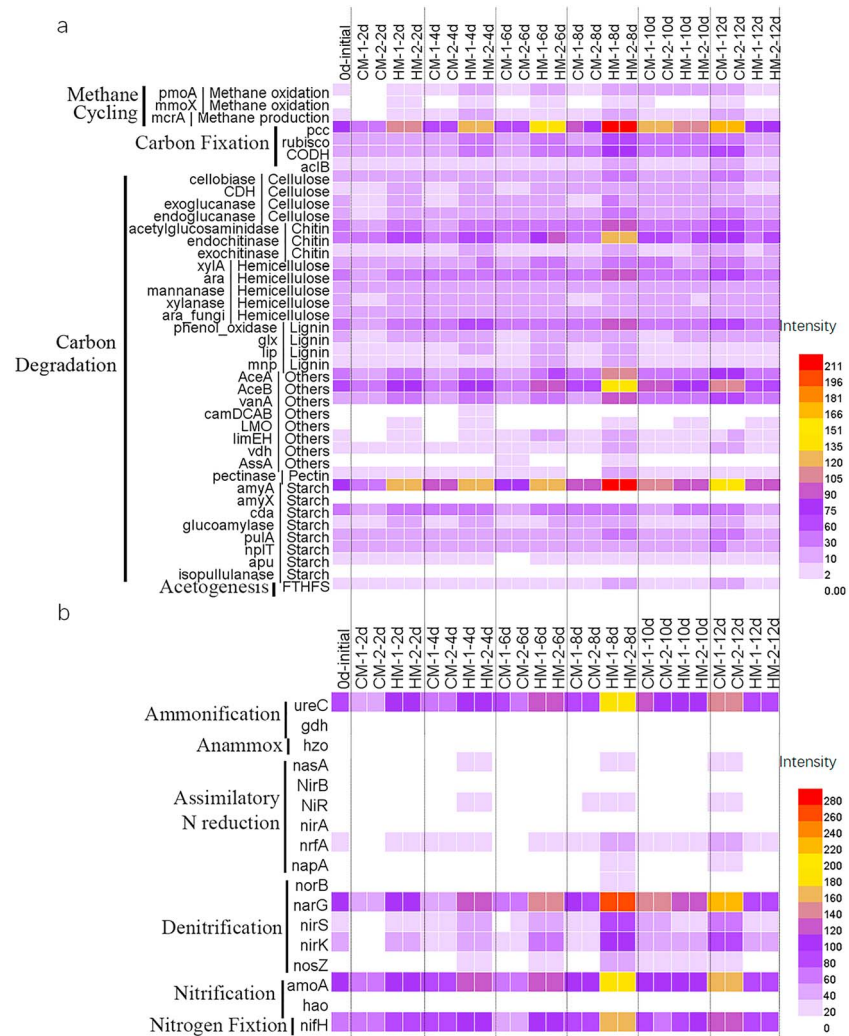 a
0d-initial CM-1-2d CM-2-2d HM-1-2d HM-2-2d CM-1-4d CM-2-4d HM-1-4d HM-2-4d CM-1-6d CM-2-6d HM-1-6d HM-2-6d CM-1-8d CM-2-8d HM-1-8d HM-2-8d CM-1-10d CM-2-10d HM-1-10d HM-2-10d CM-1-12d CM-2-12d HM-1-12d HM-2-12d
Methane Cycling
pmoA | Methane oxidation
mmoX | Methane oxidation
mcrA | Methane production
Carbon Fixation
pcc
rubisco
CODH
aclB
Carbon Degradation
cellobiase | Cellulose
CDH | Cellulose
exoglucanase | Cellulose
endoglucanase | Cellulose
acetylglucosaminidase | Chitin
endochitinase | Chitin
exochitinase | Chitin
xylA | Hemicellulose
ara | Hemicellulose
mannanase | Hemicellulose
xylanase | Hemicellulose
ara_fungi | Hemicellulose
phenol_oxidase | Lignin
glx | Lignin
lip | Lignin
mnp | Lignin
AceA | Others
AceB | Others
vanA | Others
camDCAB | Others
LMO | Others
limEH | Others
vdh | Others
AssA | Others
pectinase | Pectin
amyA | Starch
amyX | Starch
cda | Starch
glucoamylase | Starch
pulA | Starch
nplT | Starch
apu | Starch
isopullulanase | Starch
Acetogenesis | FTHFS
Intensity
211
196
181
166
151
135
120
105
90
75
60
30
10
2
0.00
b
0d-initial CM-1-2d CM-2-2d HM-1-2d HM-2-2d CM-1-4d CM-2-4d HM-1-4d HM-2-4d CM-1-6d CM-2-6d HM-1-6d HM-2-6d CM-1-8d CM-2-8d HM-1-8d HM-2-8d CM-1-10d CM-2-10d HM-1-10d HM-2-10d CM-1-12d CM-2-12d HM-1-12d HM-2-12d
Ammonification
ureC
gdh
Anammox | hzo
Assimilatory
N reduction
nasA
NirB
NiR
nirA
nrfA
napA
Denitrification
norB
narG
nirS
nirK
nosZ
Nitrification
amoA
hao
Nitrogen Fixtion | nifH
Intensity
280
260
240
220
200
180
160
140
120
100
80
60
40
20
0